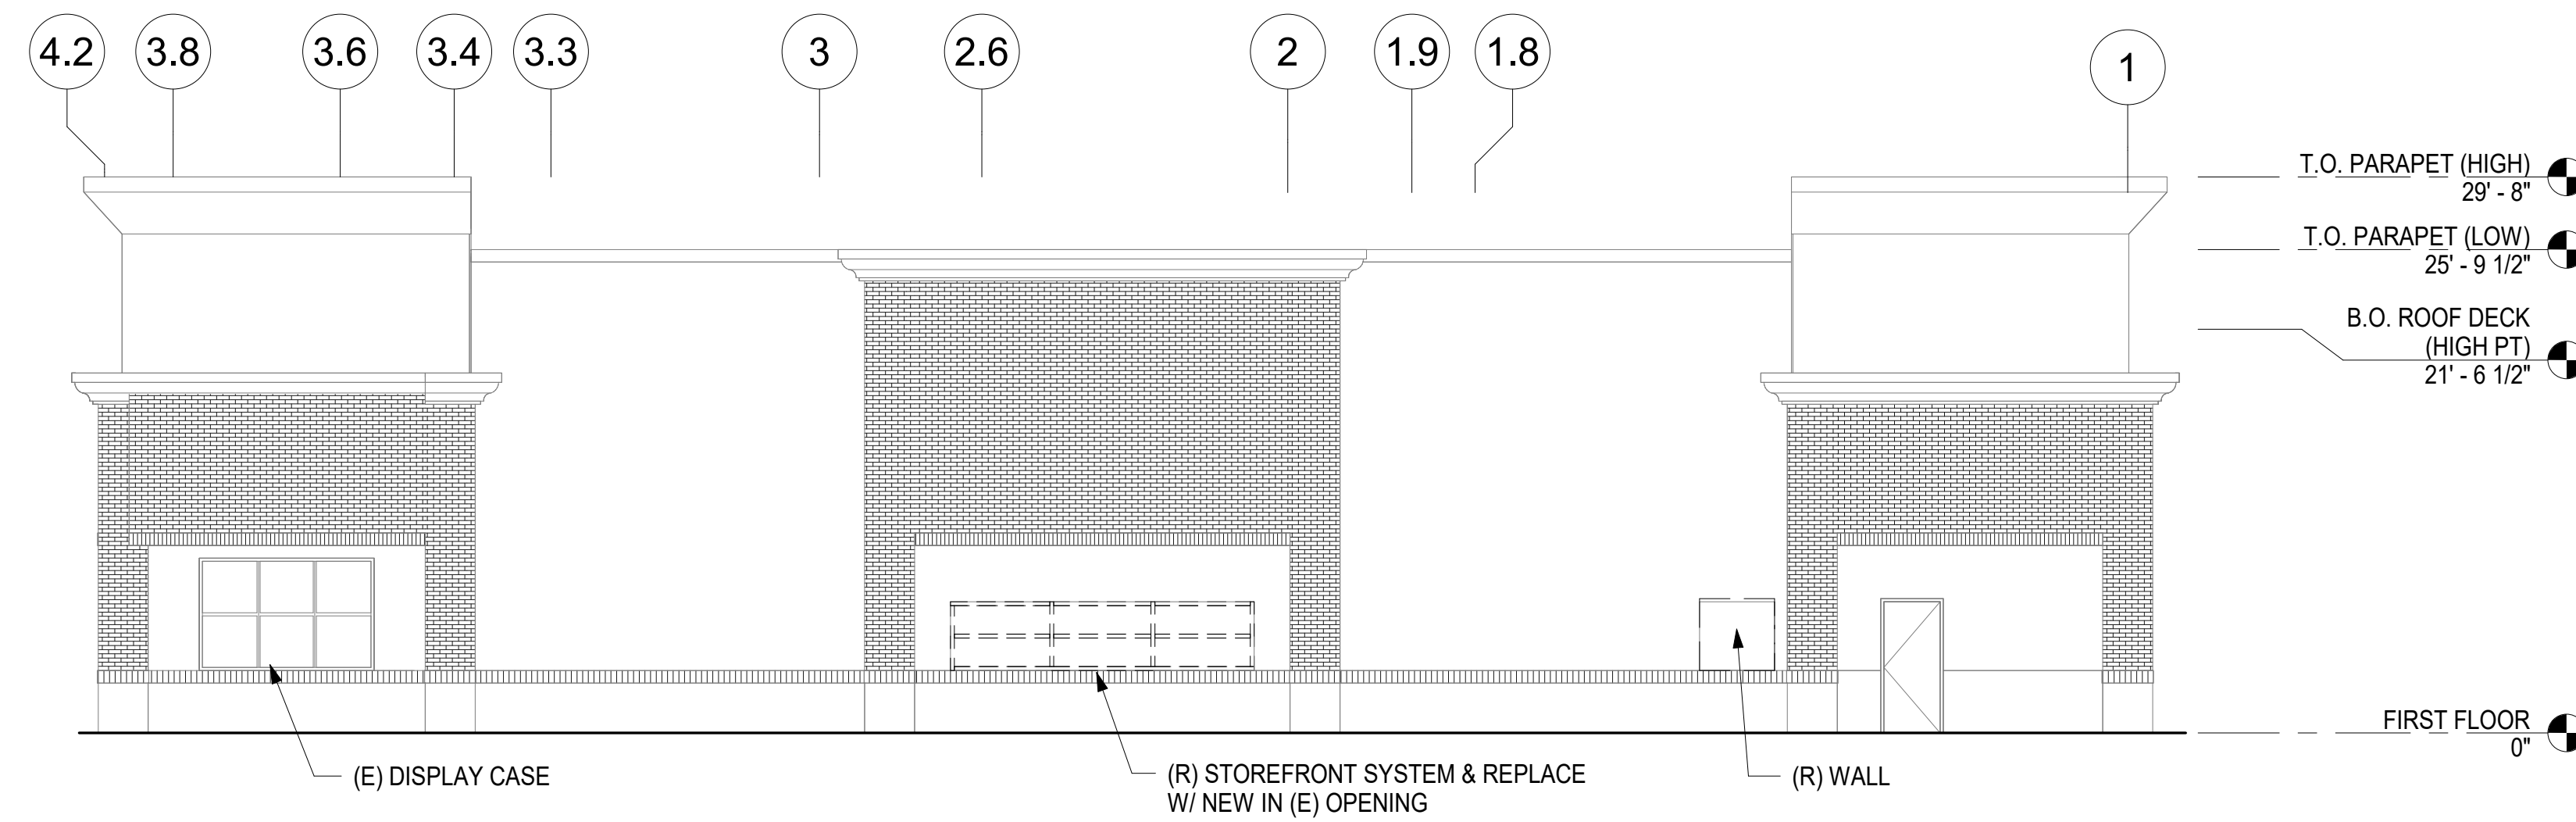 4.2 3.8 3.6 3.4 3.3 3 2.6 2 1.9 1.8 1
T.O. PARAPET (HIGH)
29' - 8"
T.O. PARAPET (LOW)
25' - 9 1/2"
B.O. ROOF DECK
(HIGH PT)
21' - 6 1/2"
FIRST FLOOR
0"
(E) DISPLAY CASE
(R) STOREFRONT SYSTEM & REPLACE
W/ NEW IN (E) OPENING
(R) WALL